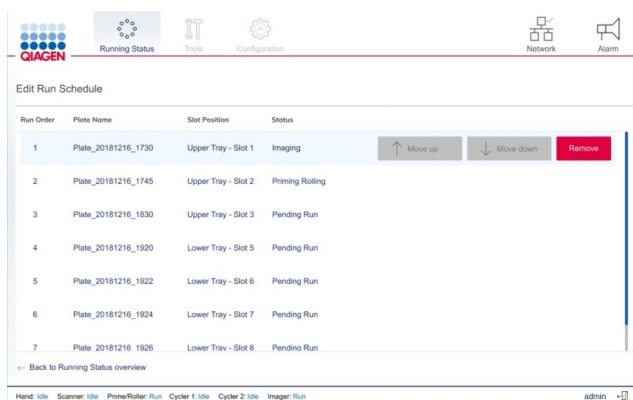 QIAGEN
Running Status
Tools
Configuration
Network
Alarm
Edit Run Schedule
Run Order Plate Name Slot Position Status
1 Plate_20181216_1730 Upper Tray - Slot 1 Imaging Move up Move down Remove
2 Plate_20181216_1745 Upper Tray - Slot 2 Priming Rolling
3 Plate_20181216_1830 Upper Tray - Slot 3 Pending Run
4 Plate_20181216_1920 Lower Tray - Slot 5 Pending Run
5 Plate_20181216_1922 Lower Tray - Slot 6 Pending Run
6 Plate_20181216_1924 Lower Tray - Slot 7 Pending Run
7 Plate_20181216_1926 Lower Tray - Slot 8 Pending Run
← Back to Running Status overview
Hand: Idle Scanner: Idle Prime/Roller: Run Cycler 1: Idle Cycler 2: Idle Imager: Run admin